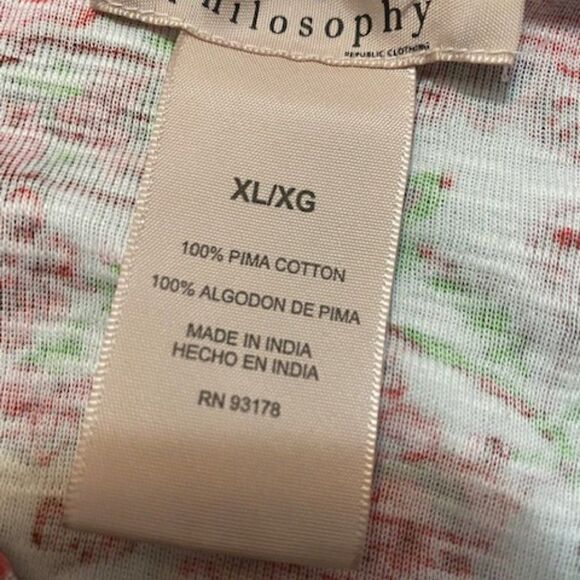 Philosophy
REPUBLIC CLOTHING
XL/XG
100% PIMA COTTON
100% ALGODON DE PIMA
MADE IN INDIA
HECHO EN INDIA
RN 93178